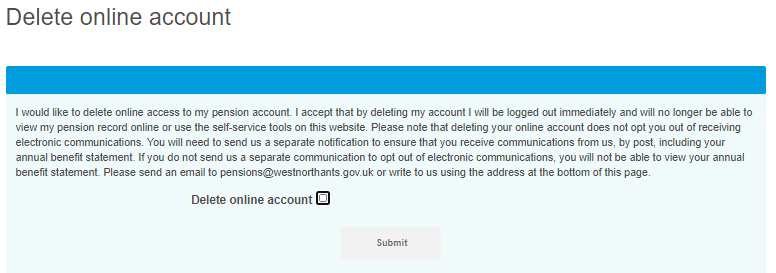 Delete online account
I would like to delete online access to my pension account. I accept that by deleting my account I will be logged out immediately and will no longer be able to
view my pension record online or use the self-service tools on this website. Please note that deleting your online account does not opt you out of receiving
electronic communications. You will need to send us a separate notification to ensure that you receive communications from us, by post, including your
annual benefit statement. If you do not send us a separate communication to opt out of electronic communications, you will not be able to view your annual
benefit statement. Please send an email to pensions@westnorthants.gov.uk or write to us using the address at the bottom of this page.
Delete online account
Submit